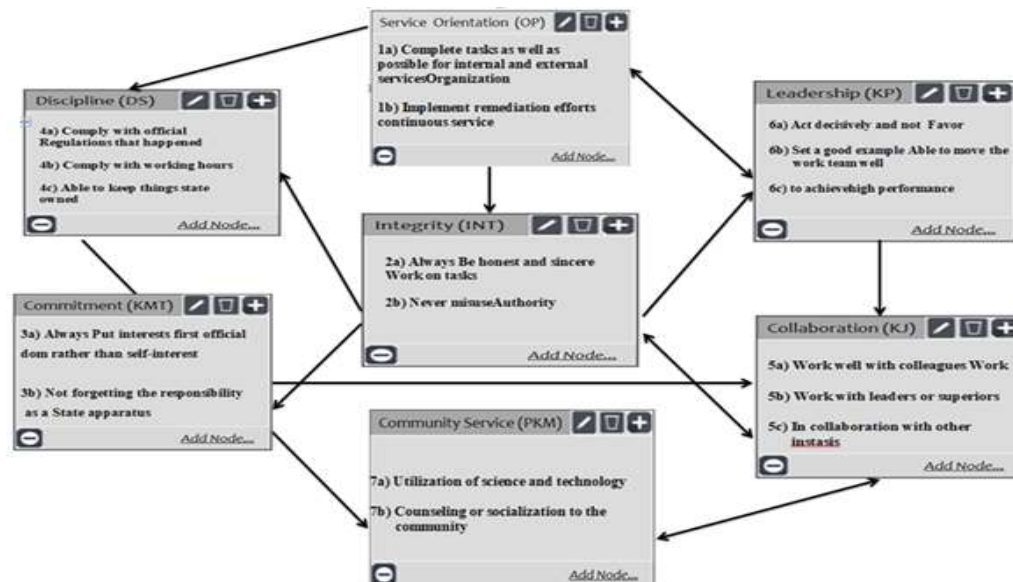 Service Orientation (OP)
1a) Complete tasks as well as
possible for internal and external
servicesOrganization
1b) Implement remediation efforts
continuous service
Add Node...
Discipline (DS)
4a) Comply with official
Regulations that happened
4b) Comply with working hours
4c) Able to keep things state
owned
Add Node...
Leadership (KP)
6a) Act decisively and not Favor
6b) Set a good example Able to move the
work team well
6c) to achievehigh performance
Add Node...
Integrity (INT)
2a) Always Be honest and sincere
Work on tasks
2b) Never misuseAuthority
Add Node...
Commitment (KMT)
3a) Always Put interests first official
dom rather than self-interest
3b) Not forgetting the responsibility
as a State apparatus
Add Node...
Collaboration (KJ)
5a) Work well with colleagues Work
5b) Work with leaders or superiors
5c) In collaboration with other
instasis
Add Node...
Community Service (PKM)
7a) Utilization of science and technology
7b) Counseling or socialization to the
community
Add Node...